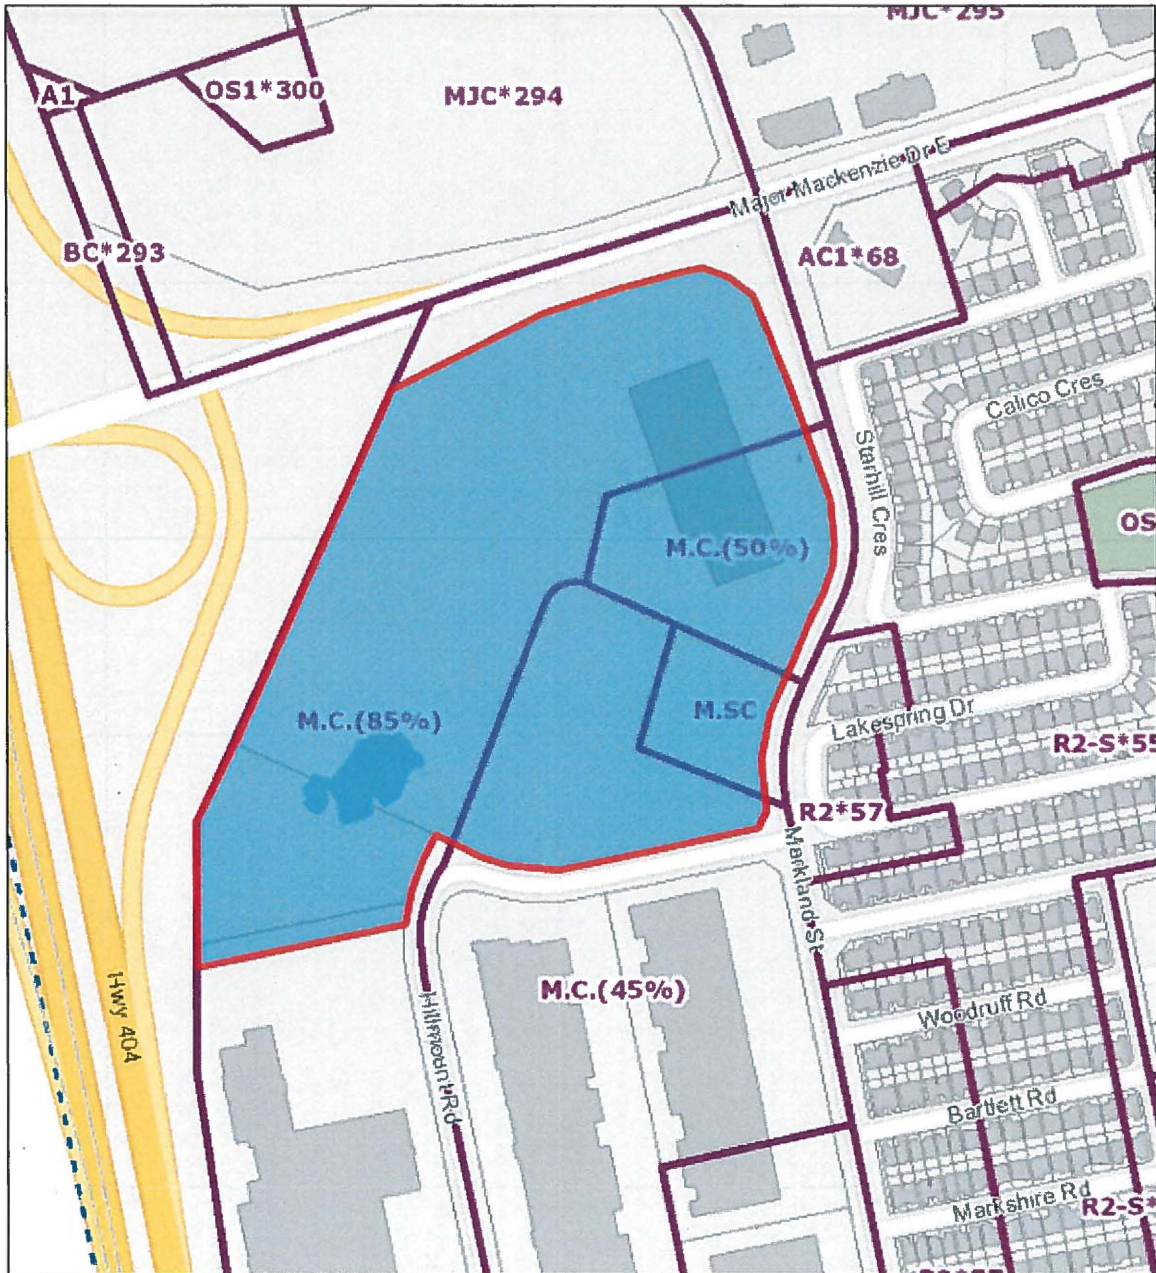 MJC*295
A1
OS1*300
MJC*294
Major Mackenzie Dr E
BC*293
AC1*68
Calico Cres
Starhill Cres
OS
M.C.(50%)
M.C.(85%)
M.SC
Lakespring Dr
R2-S*55
R2*57
Markland St
Hwy 404
M.C.(45%)
Hillmount Rd
Woodruff Rd
Bartlett Rd
Markshire Rd
R2-S*